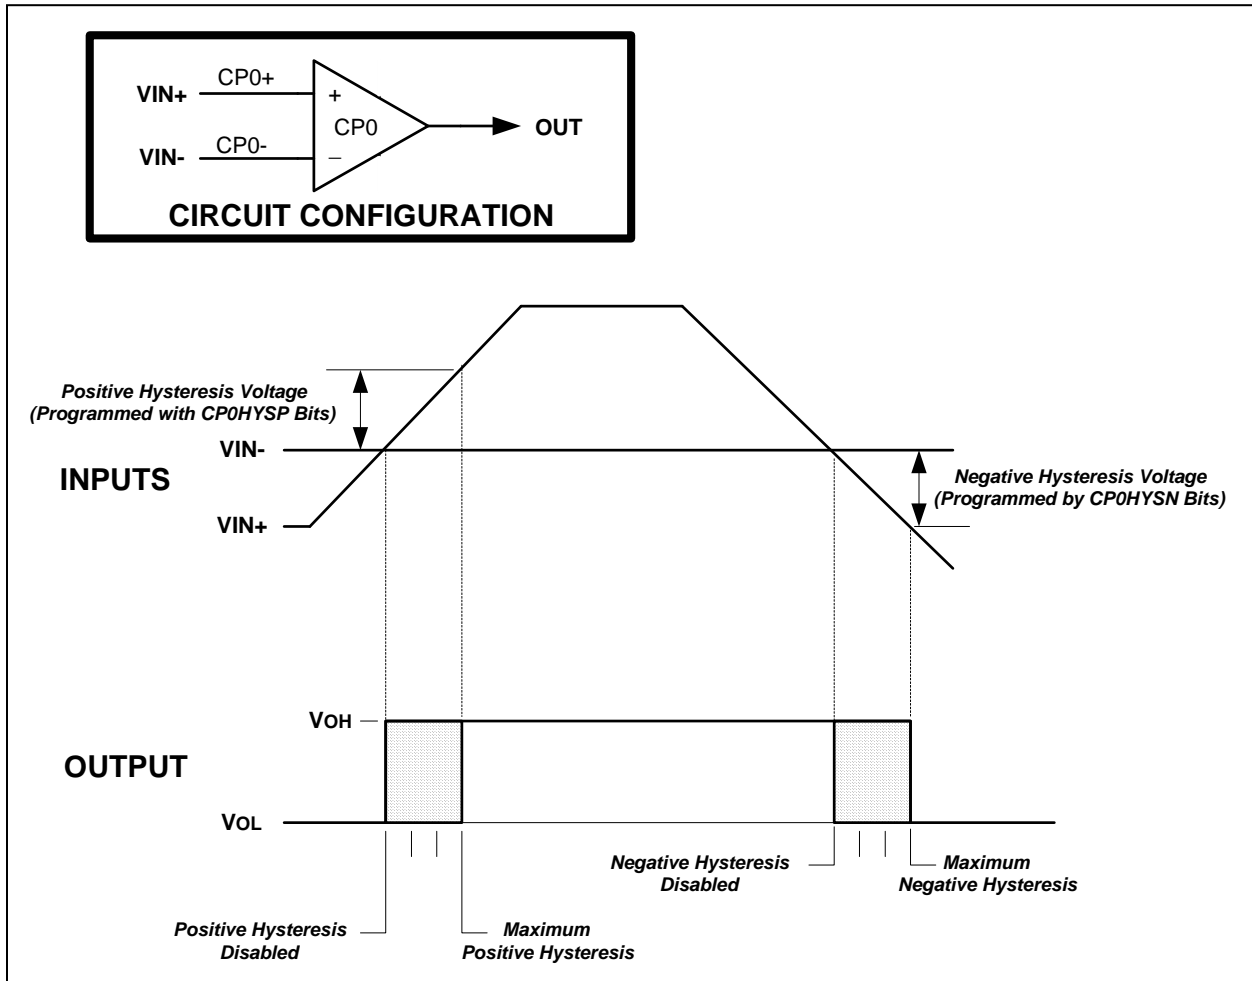 CP0+
VIN+
+
CP0
OUT
VIN-
CP0-
−
CIRCUIT CONFIGURATION
Positive Hysteresis Voltage
(Programmed with CP0HYSP Bits)
VIN-
INPUTS
Negative Hysteresis Voltage
(Programmed by CP0HYSN Bits)
VIN+
VOH
OUTPUT
VOL
Negative Hysteresis
Disabled
Maximum
Negative Hysteresis
Positive Hysteresis
Disabled
Maximum
Positive Hysteresis